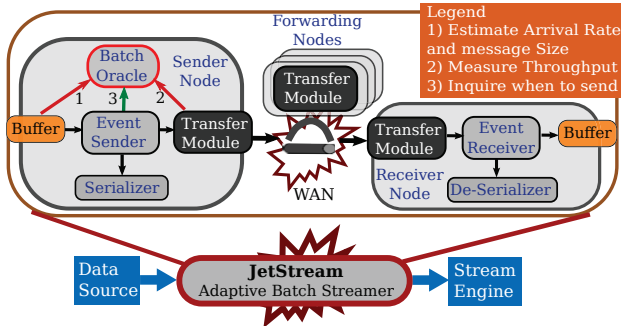 Forwarding
Nodes
Legend
1) Estimate Arrival Rate
and message Size
2) Measure Throughput
3) Inquire when to send
Batch
Oracle
Sender
Node
1
3
2
Transfer
Module
Buffer
Event
Sender
Transfer
Module
Serializer
WAN
Transfer
Module
Event
Receiver
Buffer
Receiver
Node
De-Serializer
Data
Source
JetStream
Adaptive Batch Streamer
Stream
Engine